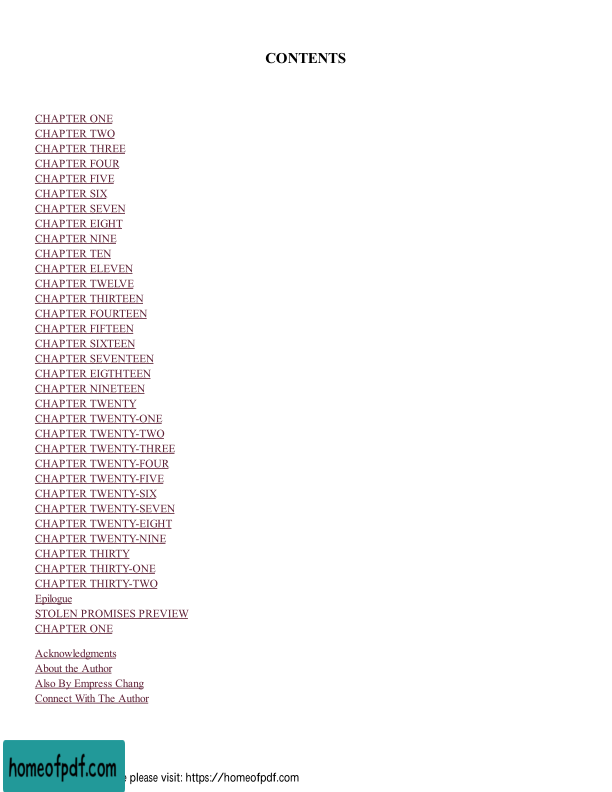 CONTENTS
CHAPTER ONE
CHAPTER TWO
CHAPTER THREE
CHAPTER FOUR
CHAPTER FIVE
CHAPTER SIX
CHAPTER SEVEN
CHAPTER EIGHT
CHAPTER NINE
CHAPTER TEN
CHAPTER ELEVEN
CHAPTER TWELVE
CHAPTER THIRTEEN
CHAPTER FOURTEEN
CHAPTER FIFTEEN
CHAPTER SIXTEEN
CHAPTER SEVENTEEN
CHAPTER EIGTHTEEN
CHAPTER NINETEEN
CHAPTER TWENTY
CHAPTER TWENTY-ONE
CHAPTER TWENTY-TWO
CHAPTER TWENTY-THREE
CHAPTER TWENTY-FOUR
CHAPTER TWENTY-FIVE
CHAPTER TWENTY-SIX
CHAPTER TWENTY-SEVEN
CHAPTER TWENTY-EIGHT
CHAPTER TWENTY-NINE
CHAPTER THIRTY
CHAPTER THIRTY-ONE
CHAPTER THIRTY-TWO
Epilogue
STOLEN PROMISES PREVIEW
CHAPTER ONE
Acknowledgments
About the Author
Also By Empress Chang
Connect With The Author
homeofpdf.com please visit: https://homeofpdf.com